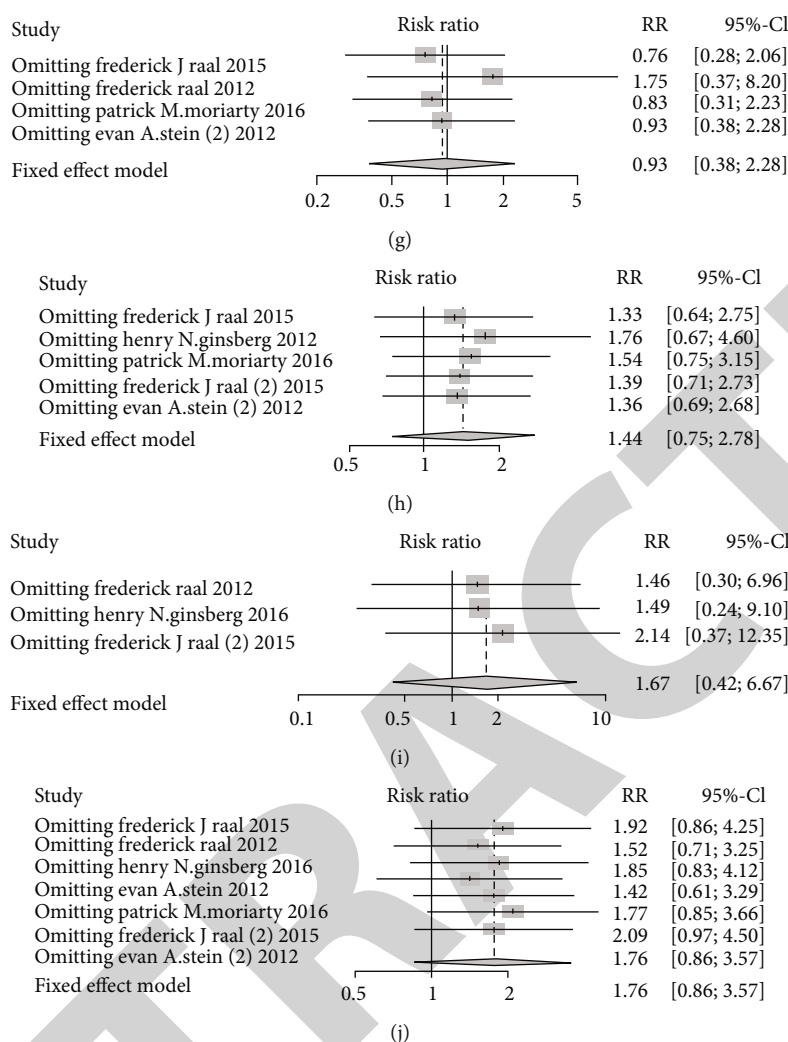 Study Risk ratio RR 95%-Cl
Omitting frederick J raal 2015 0.76 [0.28; 2.06]
Omitting frederick raal 2012 1.75 [0.37; 8.20]
Omitting patrick M.moriarty 2016 0.83 [0.31; 2.23]
Omitting evan A.stein (2) 2012 0.93 [0.38; 2.28]
Fixed effect model 0.93 [0.38; 2.28]
0.2 0.5 1 2 5
(g)
Study Risk ratio RR 95%-Cl
Omitting frederick J raal 2015 1.33 [0.64; 2.75]
Omitting henry N.ginsberg 2012 1.76 [0.67; 4.60]
Omitting patrick M.moriarty 2016 1.54 [0.75; 3.15]
Omitting frederick J raal (2) 2015 1.39 [0.71; 2.73]
Omitting evan A.stein (2) 2012 1.36 [0.69; 2.68]
Fixed effect model 1.44 [0.75; 2.78]
0.5 1 2
(h)
Study Risk ratio RR 95%-Cl
Omitting frederick raal 2012 1.46 [0.30; 6.96]
Omitting henry N.ginsberg 2016 1.49 [0.24; 9.10]
Omitting frederick J raal (2) 2015 2.14 [0.37; 12.35]
Fixed effect model 1.67 [0.42; 6.67]
0.1 0.5 1 2 10
(i)
Study Risk ratio RR 95%-Cl
Omitting frederick J raal 2015 1.92 [0.86; 4.25]
Omitting frederick raal 2012 1.52 [0.71; 3.25]
Omitting henry N.ginsberg 2016 1.85 [0.83; 4.12]
Omitting evan A.stein 2012 1.42 [0.61; 3.29]
Omitting patrick M.moriarty 2016 1.77 [0.85; 3.66]
Omitting frederick J raal (2) 2015 2.09 [0.97; 4.50]
Omitting evan A.stein (2) 2012 1.76 [0.86; 3.57]
Fixed effect model 1.76 [0.86; 3.57]
0.5 1 2
(j)
TRACT